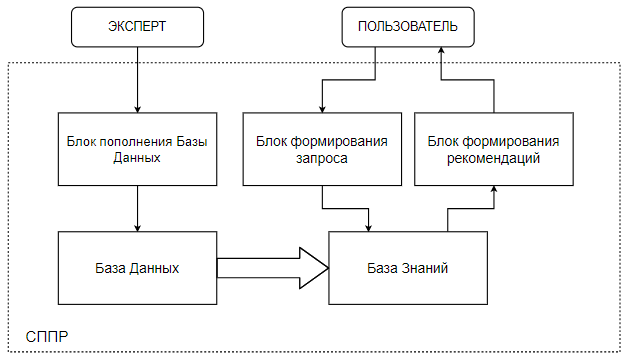 ЭКСПЕРТ
ПОЛЬЗОВАТЕЛЬ
Блок пополнения Базы
Данных
Блок формирования
запроса
Блок формирования
рекомендаций
База Данных
База Знаний
СППР